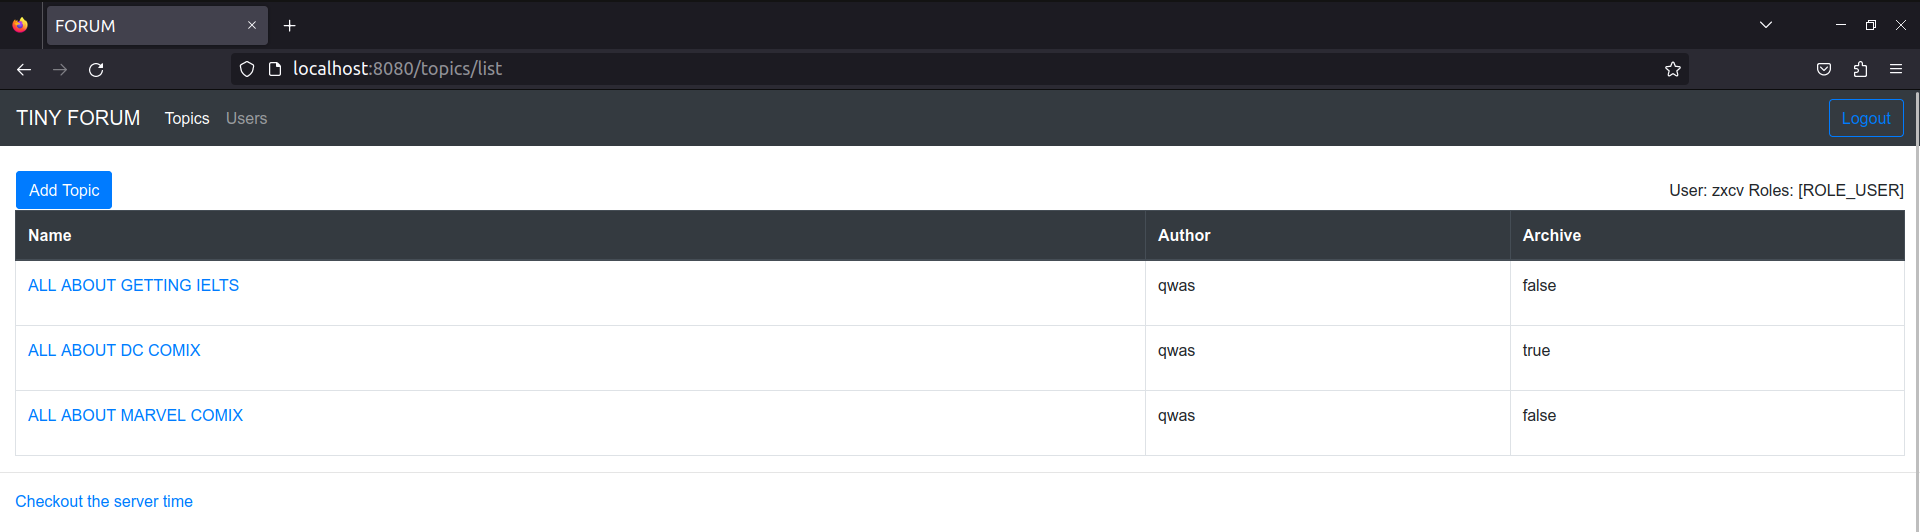 FORUM
localhost:8080/topics/list
TINY FORUM Topics Users Logout
Add Topic User: zxcv Roles: [ROLE_USER]
Name Author Archive
ALL ABOUT GETTING IELTS qwas false
ALL ABOUT DC COMIX qwas true
ALL ABOUT MARVEL COMIX qwas false
Checkout the server time